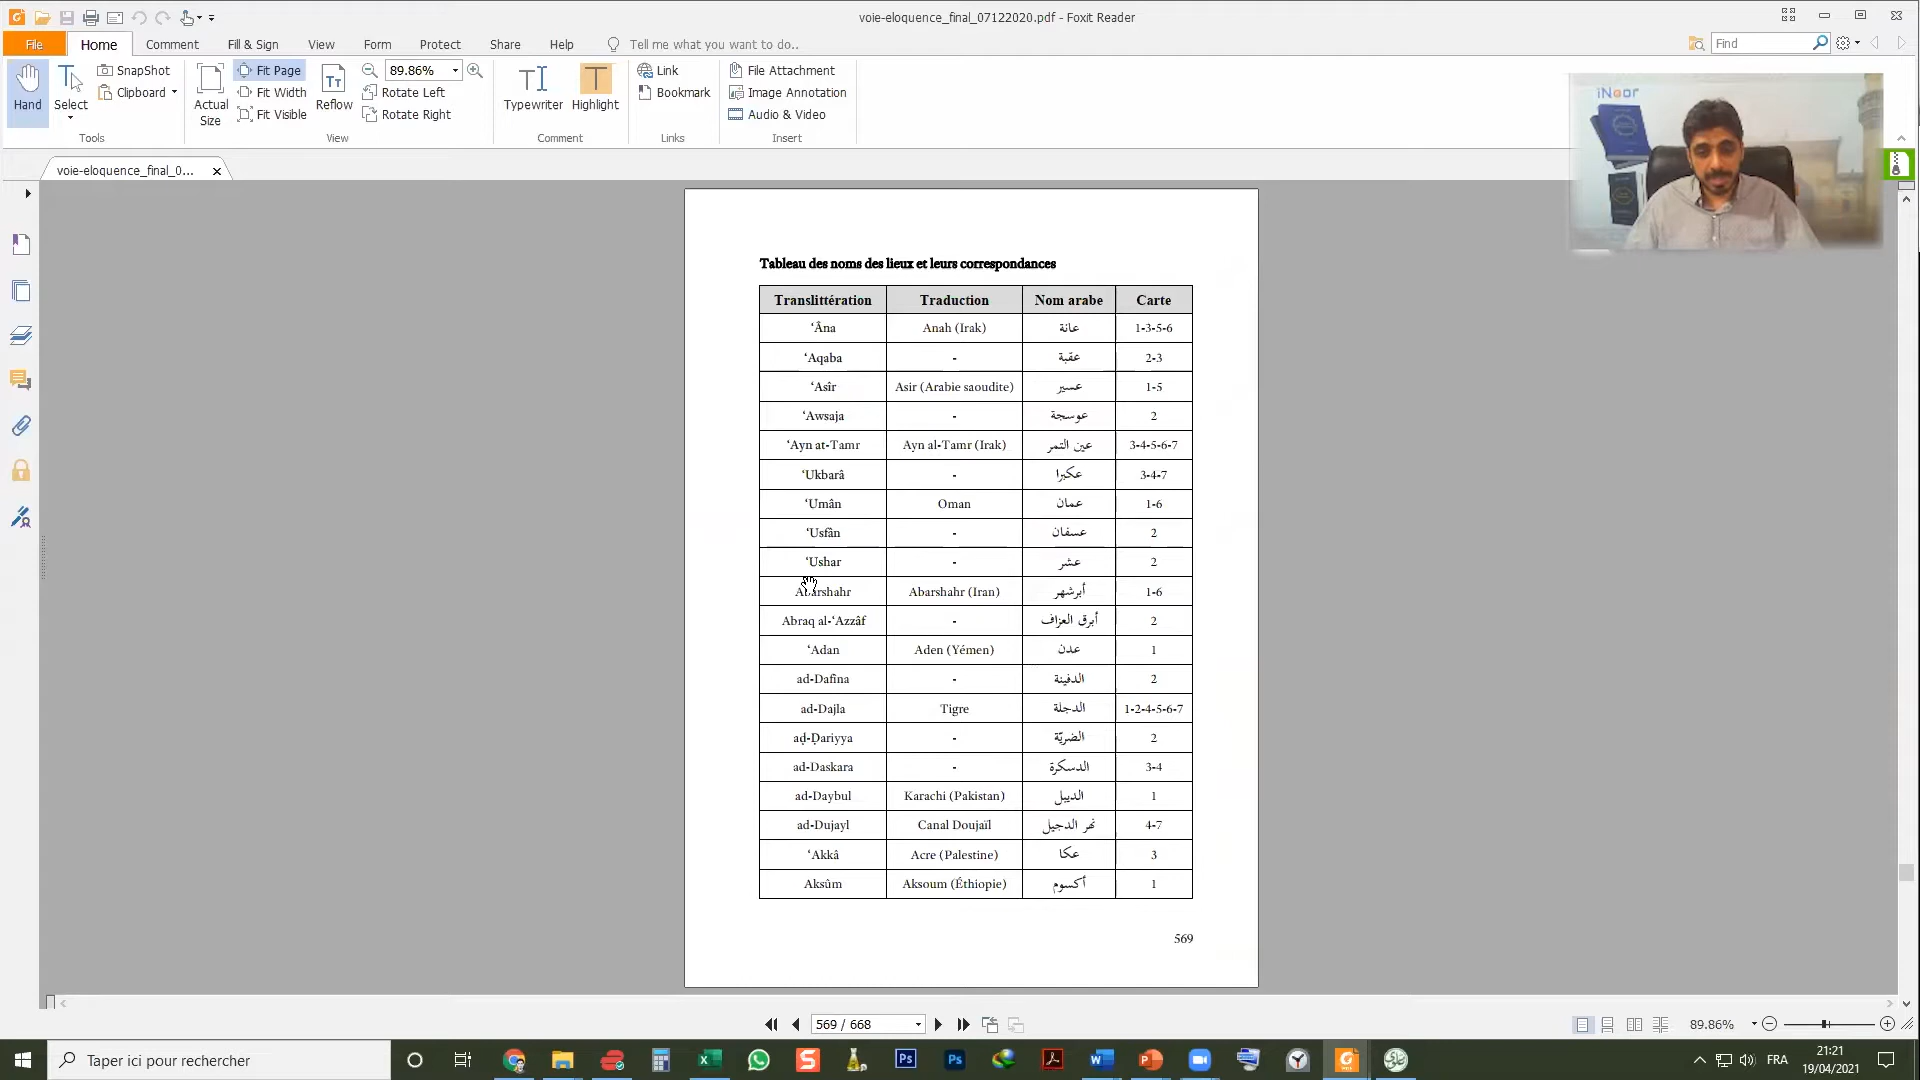 voie-eloquence_final_07122020.pdf - Foxit Reader
File Home Comment Fill & Sign View Form Protect Share Help Tell me what you want to do.. Find
Hand
Select
SnapShot
Clipboard
Tools
Actual Size
Fit Page
Fit Width
Fit Visible
Reflow
89.86%
Rotate Left
Rotate Right
View
Typewriter
Highlight
Comment
Link
Bookmark
Links
File Attachment
Image Annotation
Audio & Video
Insert
iNoor
voie-eloquence_final_0...
Tableau des noms des lieux et leurs correspondances
Translittération Traduction Nom arabe Carte
‘Âna Anah (Irak) عانة 1-3-5-6
‘Aqaba - عقبة 2-3
‘Asîr Asir (Arabie saoudite) عسير 1-5
‘Awsaja - عوسجة 2
‘Ayn at-Tamr Ayn al-Tamr (Irak) عين التمر 3-4-5-6-7
‘Ukbarâ - عكبرا 3-4-7
‘Umân Oman عمان 1-6
‘Usfân - عسفان 2
‘Ushar - عشر 2
Abarshahr Abarshahr (Iran) أبرشهر 1-6
Abraq al-‘Azzâf - أبرق العزاف 2
‘Adan Aden (Yémen) عدن 1
ad-Dafîna - الدفينة 2
ad-Dajla Tigre الدجلة 1-2-4-5-6-7
aḍ-Ḍariyya - الضريّة 2
ad-Daskara - الدسكرة 3-4
ad-Daybul Karachi (Pakistan) الديبل 1
ad-Dujayl Canal Doujaïl نهر الدجيل 4-7
‘Akkâ Acre (Palestine) عكا 3
Aksûm Aksoum (Éthiopie) أكسوم 1
569
569 / 668
89.86%
Taper ici pour rechercher
FRA
21:21
19/04/2021